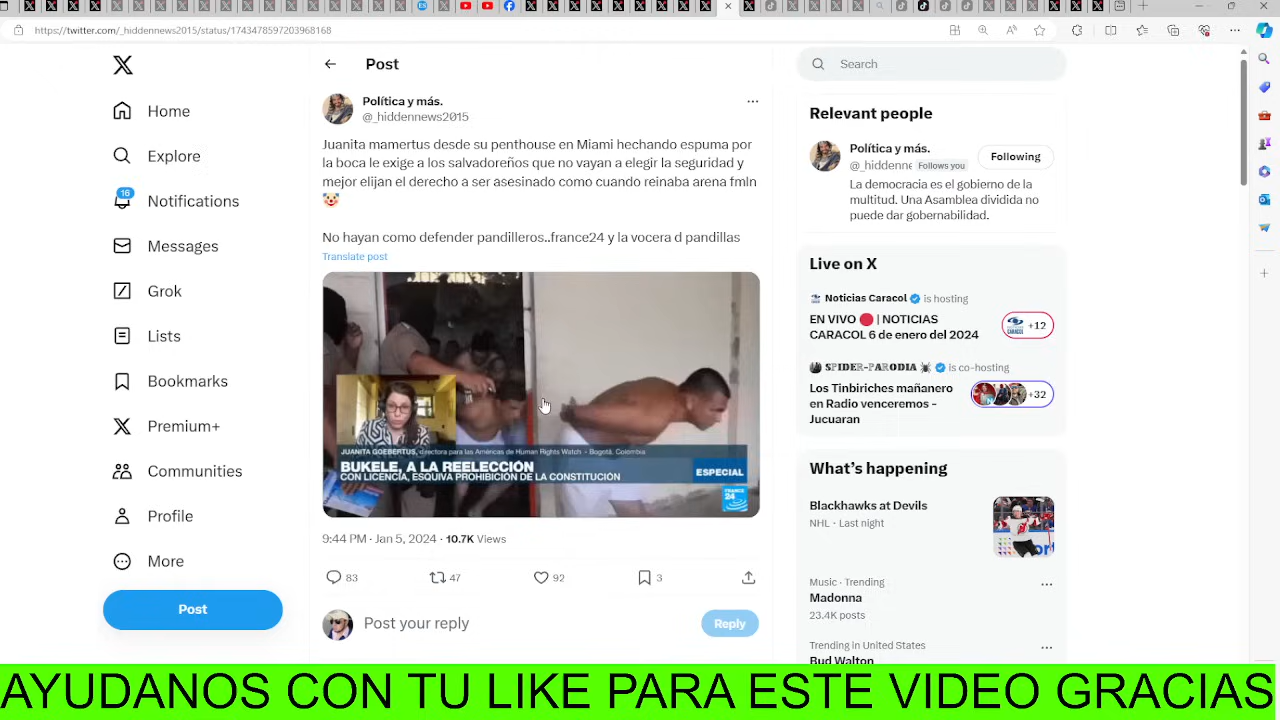 https://twitter.com/_hiddennews2015/status/1743478597203968168
Home
Explore
16
Notifications
Messages
Grok
Lists
Bookmarks
Premium+
Communities
Profile
More
Post
Post
Política y más.
@_hiddennews2015
Juanita mamertus desde su penthouse en Miami hechando espuma por
la boca le exige a los salvadoreños que no vayan a elegir la seguridad y
mejor elijan el derecho a ser asesinado como cuando reinaba arena fmln
No hayan como defender pandilleros..france24 y la vocera d pandillas
Translate post
JUANITA GOEBERTUS, directora para las Américas de Human Rights Watch - Bogotá, Colombia
BUKELE, A LA REELECCIÓN
CON LICENCIA, ESQUIVA PROHIBICIÓN DE LA CONSTITUCIÓN
ESPECIAL
FRANCE
24
9:44 PM · Jan 5, 2024 · 10.7K Views
83
47
92
3
Post your reply
Reply
Search
Relevant people
Política y más.
@_hiddenne
Follows you
Following
La democracia es el gobierno de la
multitud. Una Asamblea dividida no
puede dar gobernabilidad.
Live on X
Noticias Caracol is hosting
EN VIVO 🔴 | NOTICIAS
CARACOL 6 de enero del 2024
+12
SPIDER-PARODIA is co-hosting
Los Tinbiriches mañanero
en Radio venceremos -
Jucuaran
+32
What's happening
Blackhawks at Devils
NHL · Last night
Music · Trending
Madonna
23.4K posts
Trending in United States
Bud Walton
AYUDANOS CON TU LIKE PARA ESTE VIDEO GRACIAS